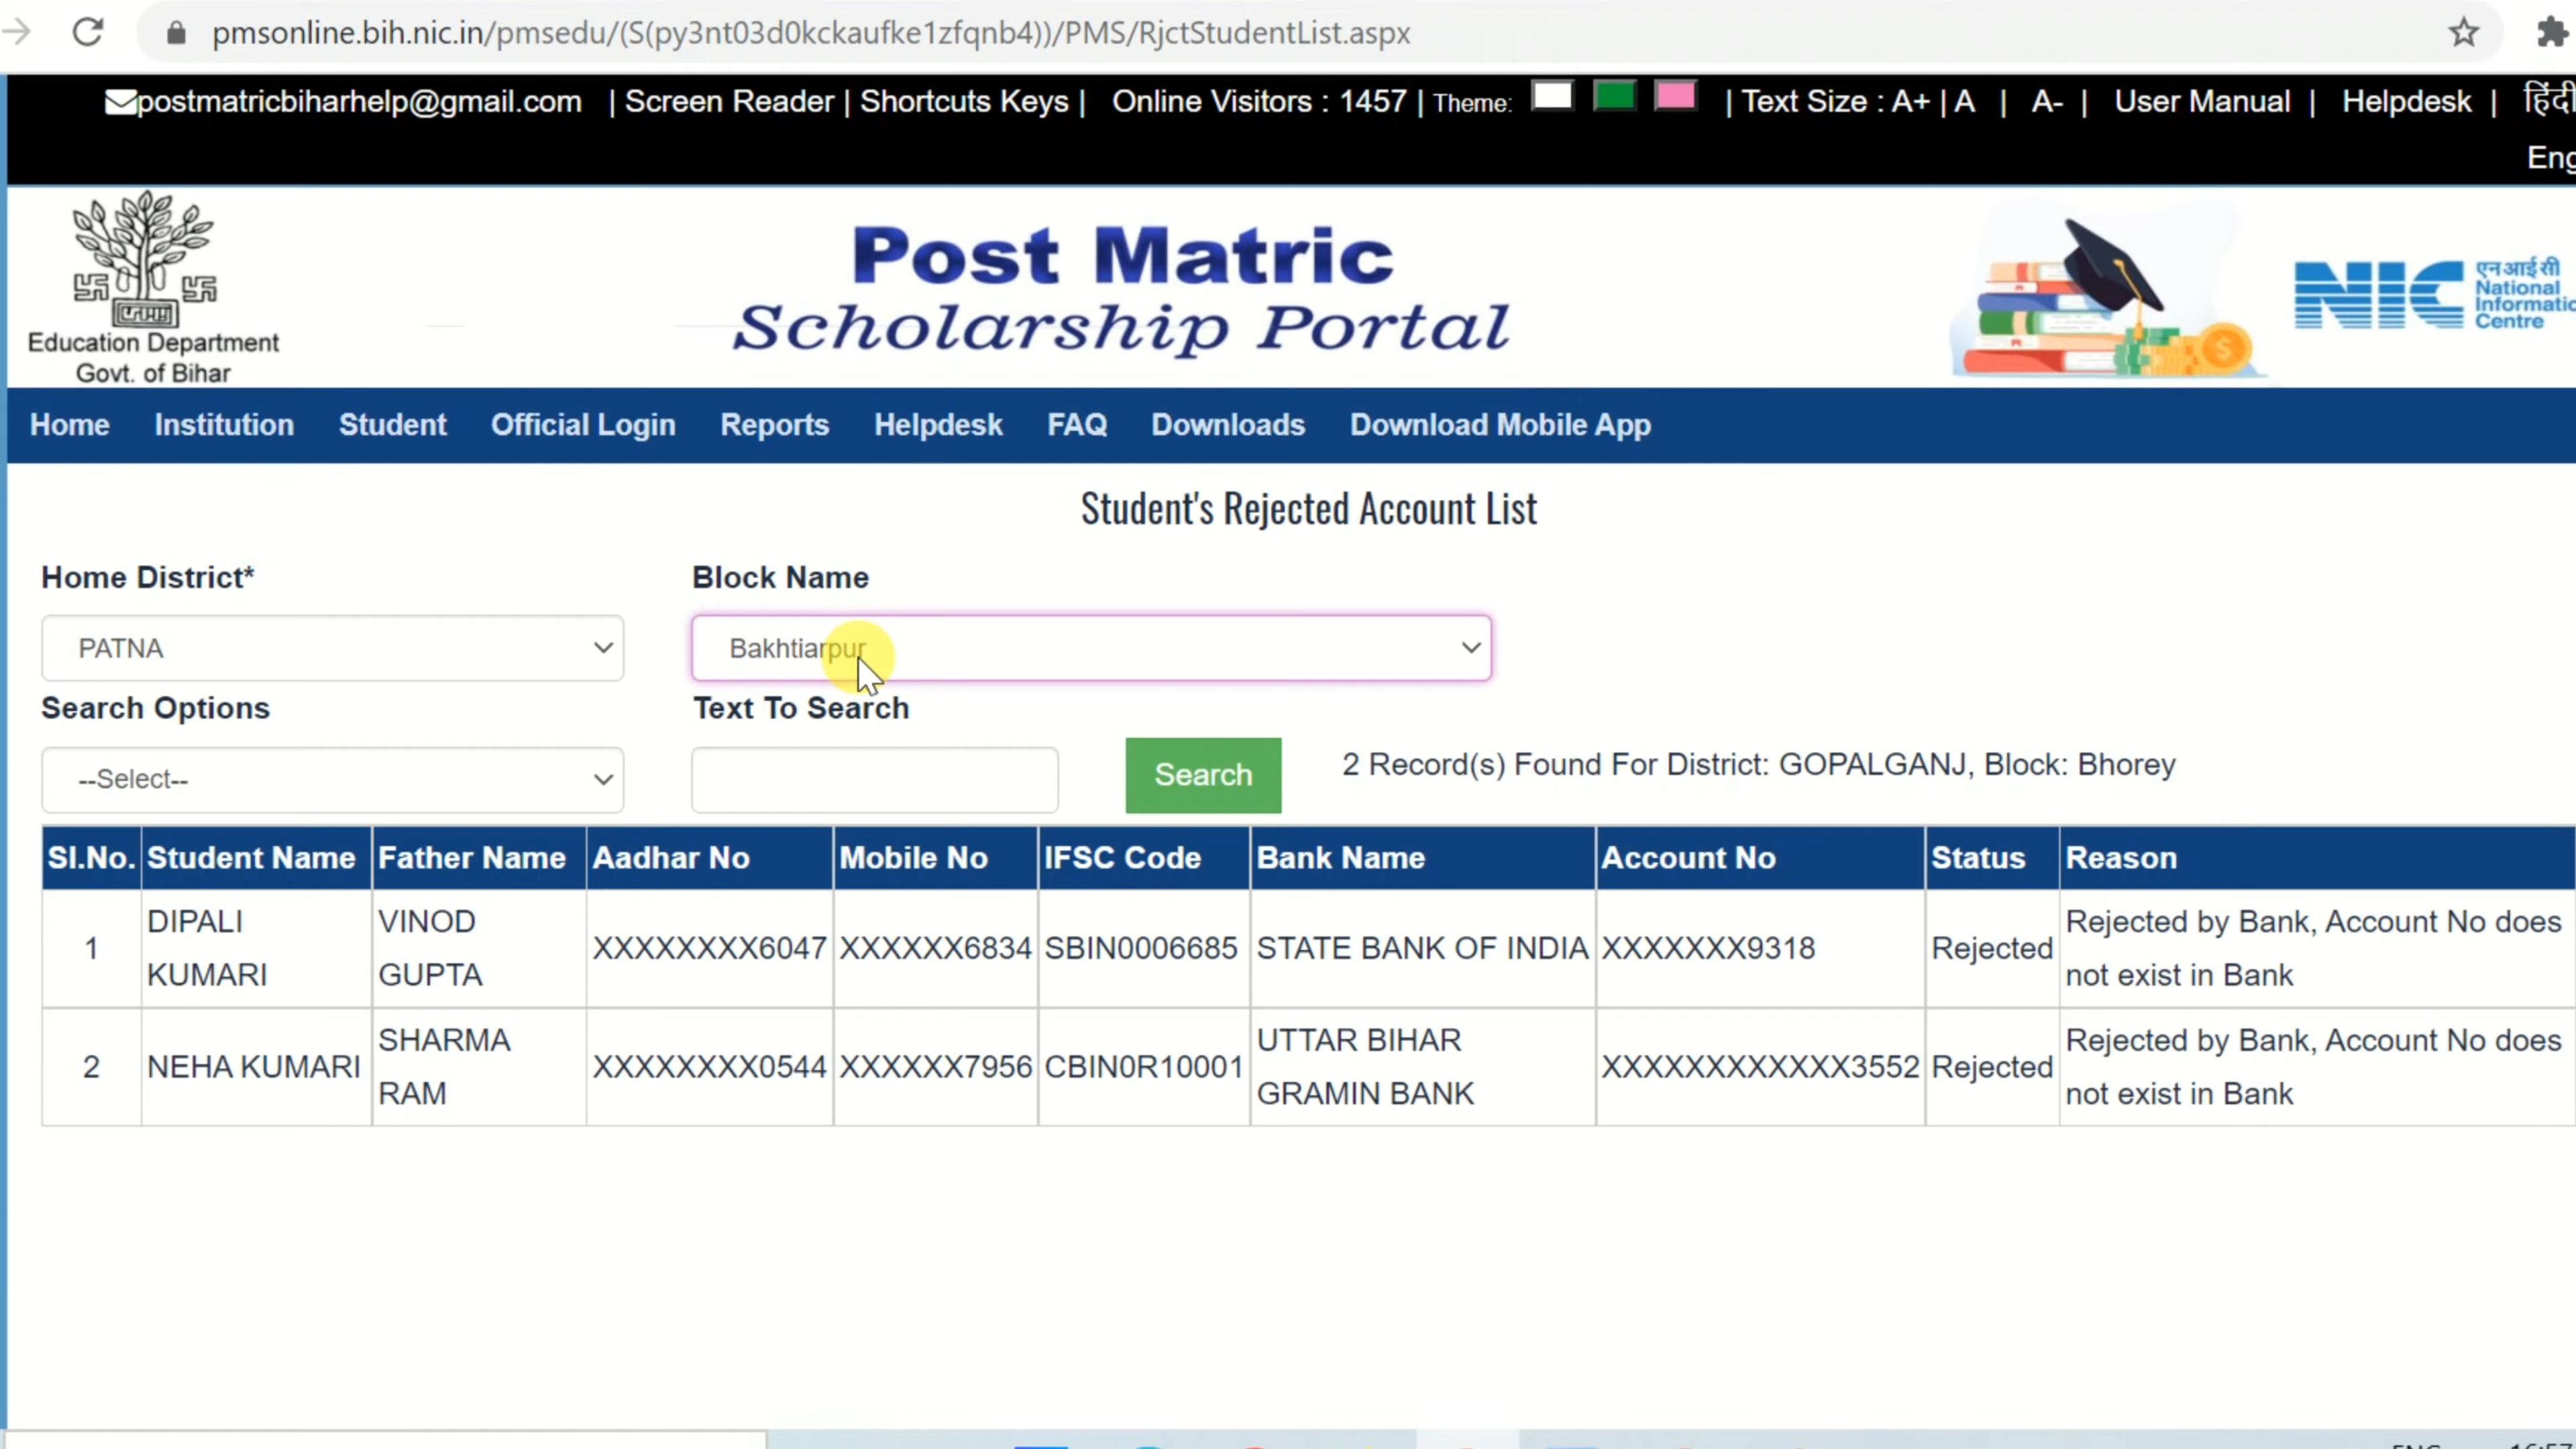 pmsonline.bih.nic.in/pmsedu/(S(py3nt03d0kckaufke1zfqnb4))/PMS/RjctStudentList.aspx
postmatricbiharhelp@gmail.com | Screen Reader | Shortcuts Keys | Online Visitors : 1457 | Theme: | Text Size : A+ | A | A- | User Manual | Helpdesk | हिंदी
Eng
Education Department
Govt. of Bihar
Post Matric
Scholarship Portal
NIC
एन आई सी
National
Informatic
Centre
Home Institution Student Official Login Reports Helpdesk FAQ Downloads Download Mobile App
Student's Rejected Account List
Home District* Block Name
PATNA Bakhtiarpur
Search Options Text To Search
--Select-- Search 2 Record(s) Found For District: GOPALGANJ, Block: Bhorey
Sl.No. Student Name Father Name Aadhar No Mobile No IFSC Code Bank Name Account No Status Reason
1 DIPALI KUMARI VINOD GUPTA XXXXXXXX6047 XXXXXX6834 SBIN0006685 STATE BANK OF INDIA XXXXXXX9318 Rejected Rejected by Bank, Account No does not exist in Bank
2 NEHA KUMARI SHARMA RAM XXXXXXXX0544 XXXXXX7956 CBIN0R10001 UTTAR BIHAR GRAMIN BANK XXXXXXXXXXXX3552 Rejected Rejected by Bank, Account No does not exist in Bank